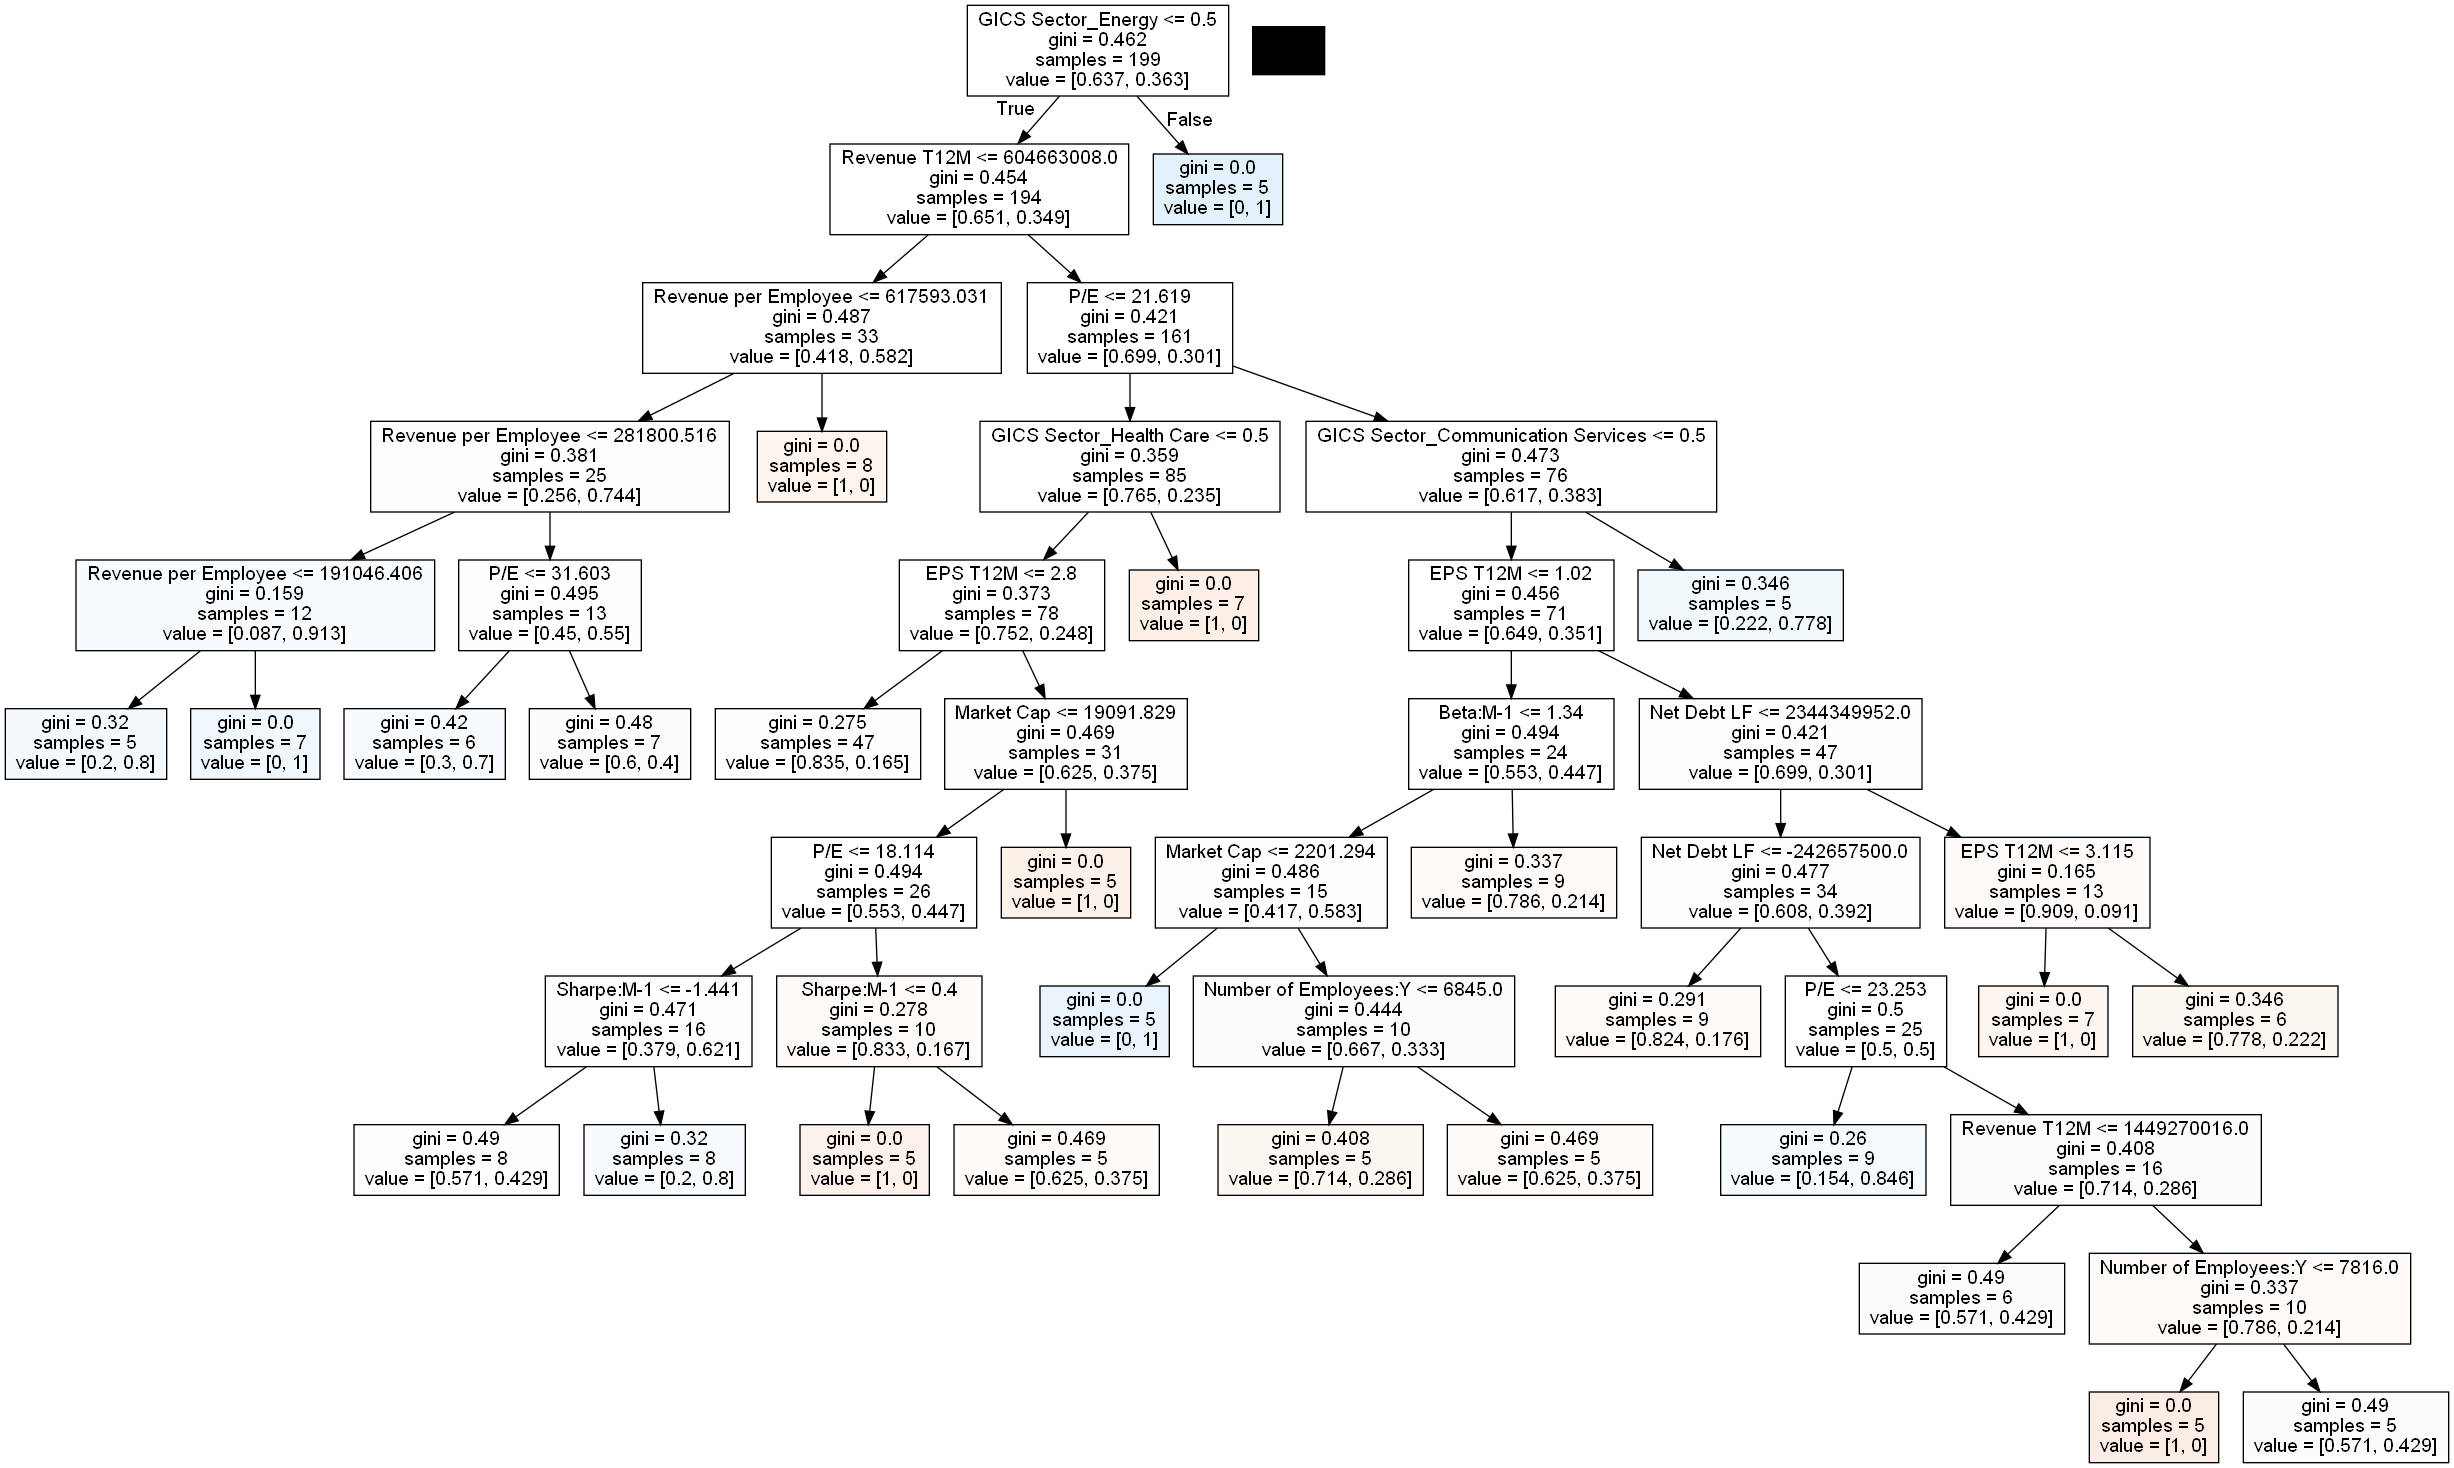 GICS Sector_Energy <= 0.5
gini = 0.462
samples = 199
value = [0.637, 0.363]
True
False
Revenue T12M <= 604663008.0
gini = 0.454
samples = 194
value = [0.651, 0.349]
gini = 0.0
samples = 5
value = [0, 1]
Revenue per Employee <= 617593.031
gini = 0.487
samples = 33
value = [0.418, 0.582]
P/E <= 21.619
gini = 0.421
samples = 161
value = [0.699, 0.301]
Revenue per Employee <= 281800.516
gini = 0.381
samples = 25
value = [0.256, 0.744]
gini = 0.0
samples = 8
value = [1, 0]
GICS Sector_Health Care <= 0.5
gini = 0.359
samples = 85
value = [0.765, 0.235]
GICS Sector_Communication Services <= 0.5
gini = 0.473
samples = 76
value = [0.617, 0.383]
Revenue per Employee <= 191046.406
gini = 0.159
samples = 12
value = [0.087, 0.913]
P/E <= 31.603
gini = 0.495
samples = 13
value = [0.45, 0.55]
EPS T12M <= 2.8
gini = 0.373
samples = 78
value = [0.752, 0.248]
gini = 0.0
samples = 7
value = [1, 0]
EPS T12M <= 1.02
gini = 0.456
samples = 71
value = [0.649, 0.351]
gini = 0.346
samples = 5
value = [0.222, 0.778]
gini = 0.32
samples = 5
value = [0.2, 0.8]
gini = 0.0
samples = 7
value = [0, 1]
gini = 0.42
samples = 6
value = [0.3, 0.7]
gini = 0.48
samples = 7
value = [0.6, 0.4]
gini = 0.275
samples = 47
value = [0.835, 0.165]
Market Cap <= 19091.829
gini = 0.469
samples = 31
value = [0.625, 0.375]
Beta:M-1 <= 1.34
gini = 0.494
samples = 24
value = [0.553, 0.447]
Net Debt LF <= 2344349952.0
gini = 0.421
samples = 47
value = [0.699, 0.301]
P/E <= 18.114
gini = 0.494
samples = 26
value = [0.553, 0.447]
gini = 0.0
samples = 5
value = [1, 0]
Market Cap <= 2201.294
gini = 0.486
samples = 15
value = [0.417, 0.583]
gini = 0.337
samples = 9
value = [0.786, 0.214]
Net Debt LF <= -242657500.0
gini = 0.477
samples = 34
value = [0.608, 0.392]
EPS T12M <= 3.115
gini = 0.165
samples = 13
value = [0.909, 0.091]
Sharpe:M-1 <= -1.441
gini = 0.471
samples = 16
value = [0.379, 0.621]
Sharpe:M-1 <= 0.4
gini = 0.278
samples = 10
value = [0.833, 0.167]
gini = 0.0
samples = 5
value = [0, 1]
Number of Employees:Y <= 6845.0
gini = 0.444
samples = 10
value = [0.667, 0.333]
gini = 0.291
samples = 9
value = [0.824, 0.176]
P/E <= 23.253
gini = 0.5
samples = 25
value = [0.5, 0.5]
gini = 0.0
samples = 7
value = [1, 0]
gini = 0.346
samples = 6
value = [0.778, 0.222]
gini = 0.49
samples = 8
value = [0.571, 0.429]
gini = 0.32
samples = 8
value = [0.2, 0.8]
gini = 0.0
samples = 5
value = [1, 0]
gini = 0.469
samples = 5
value = [0.625, 0.375]
gini = 0.408
samples = 5
value = [0.714, 0.286]
gini = 0.469
samples = 5
value = [0.625, 0.375]
gini = 0.26
samples = 9
value = [0.154, 0.846]
Revenue T12M <= 1449270016.0
gini = 0.408
samples = 16
value = [0.714, 0.286]
gini = 0.49
samples = 6
value = [0.571, 0.429]
Number of Employees:Y <= 7816.0
gini = 0.337
samples = 10
value = [0.786, 0.214]
gini = 0.0
samples = 5
value = [1, 0]
gini = 0.49
samples = 5
value = [0.571, 0.429]